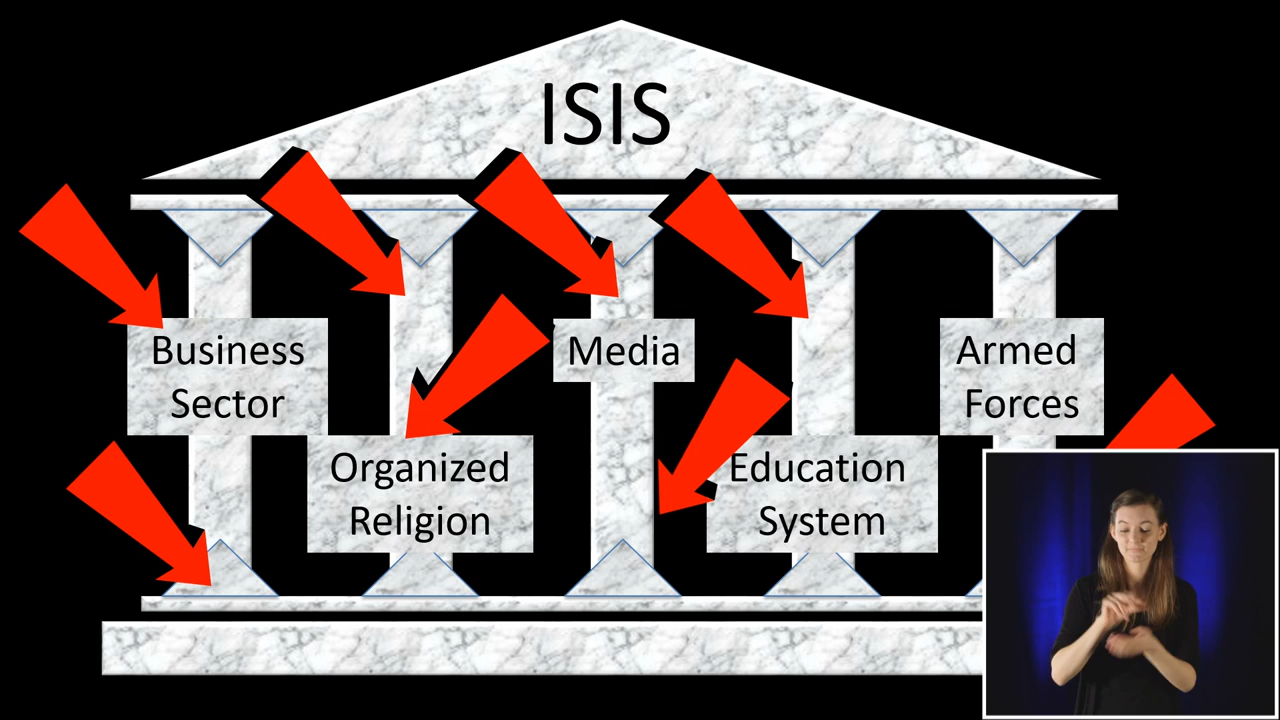 ISIS
Business
Sector
Organized
Religion
Media
Education
System
Armed
Forces